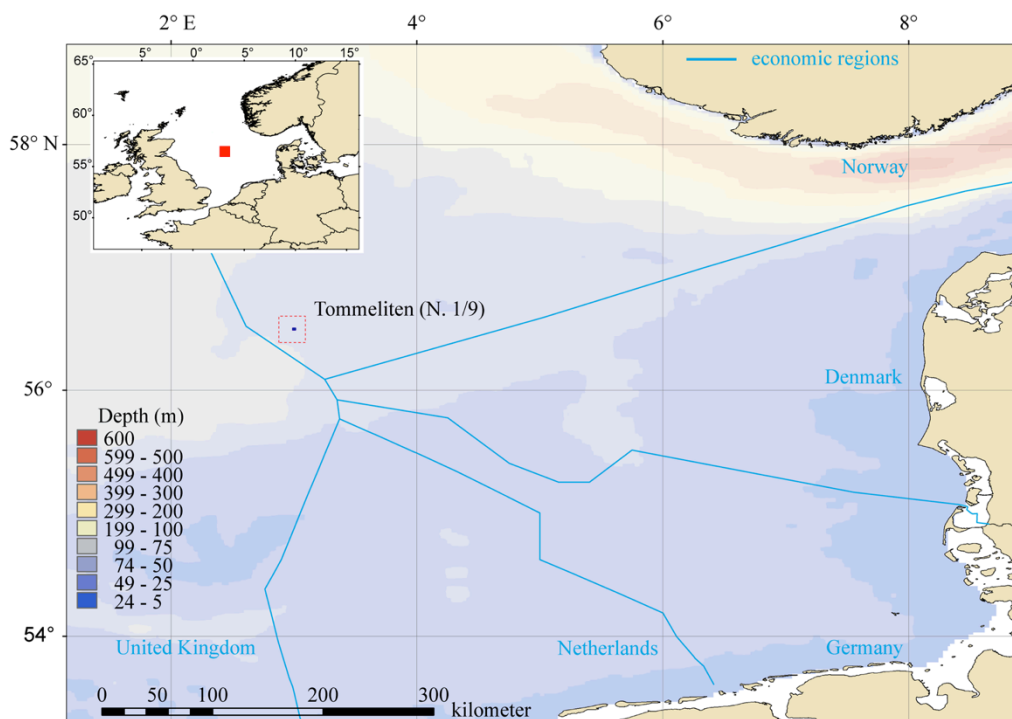 2° E 4° 6° 8°
economic regions
5° 0° 5° 10° 15°
65°
60°
55°
50°
58° N
Norway
Tommeliten (N. 1/9)
56°
Denmark
Depth (m)
600
599 - 500
499 - 400
399 - 300
299 - 200
199 - 100
99 - 75
74 - 50
49 - 25
24 - 5
54°
United Kingdom
Netherlands
Germany
0 50 100 200 300
kilometer